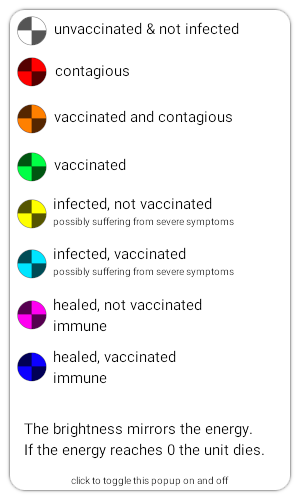 unvaccinated & not infected
contagious
vaccinated and contagious
vaccinated
infected, not vaccinated
possibly suffering from severe symptoms
infected, vaccinated
possibly suffering from severe symptoms
healed, not vaccinated
immune
healed, vaccinated
immune
The brightness mirrors the energy.
If the energy reaches 0 the unit dies.
click to toggle this popup on and off